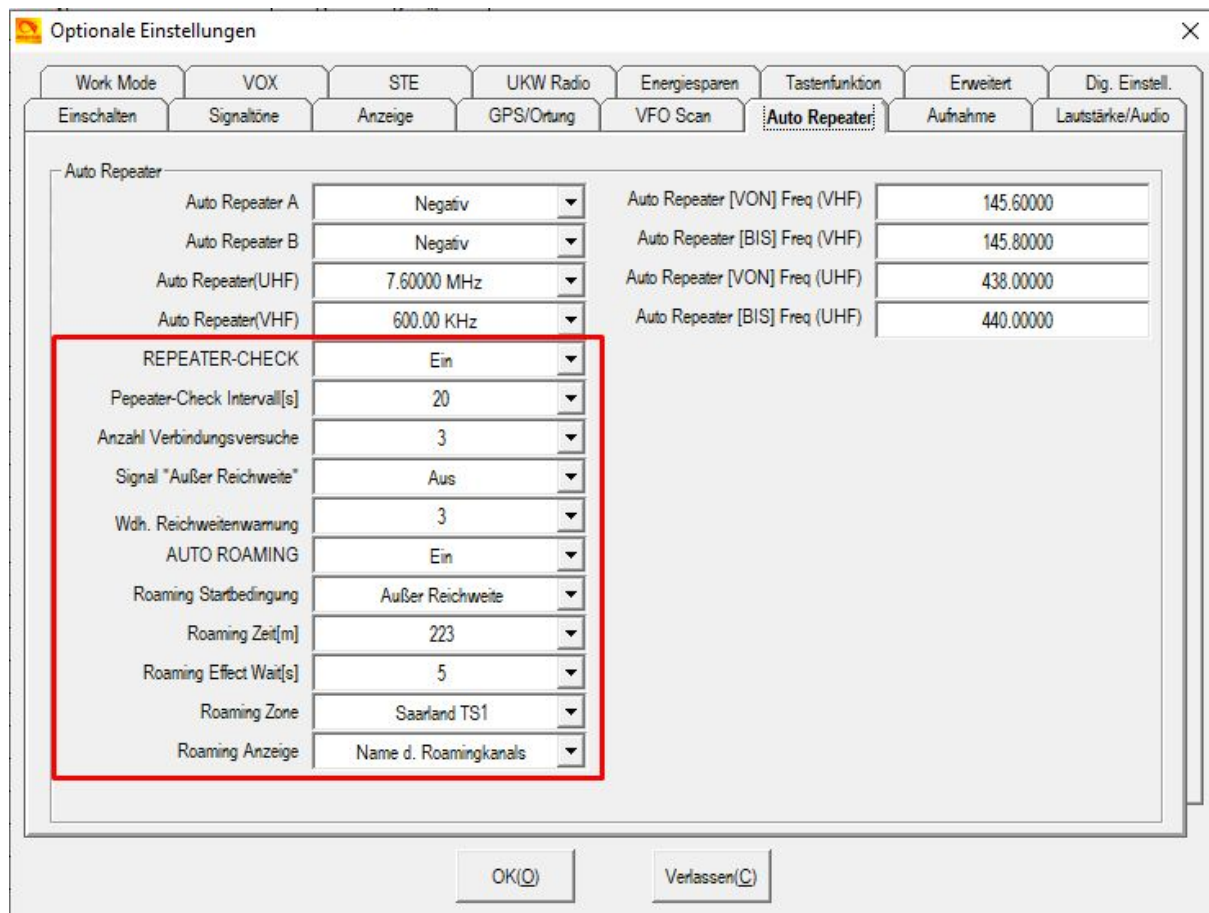 Optionale Einstellungen
Work Mode
VOX
STE
UKW Radio
Energiesparen
Tastenfunktion
Erweitert
Dig. Einstell.
Einschalten
Signaltöne
Anzeige
GPS/Ortung
VFO Scan
Auto Repeater
Aufnahme
Lautstärke/Audio
Auto Repeater
Auto Repeater A Negativ
Auto Repeater B Negativ
Auto Repeater(UHF) 7.60000 MHz
Auto Repeater(VHF) 600.00 KHz
REPEATER-CHECK Ein
Pepeater-Check Intervall[s] 20
Anzahl Verbindungsversuche 3
Signal "Außer Reichweite" Aus
Wdh. Reichweitenwarnung 3
AUTO ROAMING Ein
Roaming Startbedingung Außer Reichweite
Roaming Zeit[m] 223
Roaming Effect Wait[s] 5
Roaming Zone Saarland TS1
Roaming Anzeige Name d. Roamingkanals
Auto Repeater [VON] Freq (VHF) 145.60000
Auto Repeater [BIS] Freq (VHF) 145.80000
Auto Repeater [VON] Freq (UHF) 438.00000
Auto Repeater [BIS] Freq (UHF) 440.00000
OK(O)
Verlassen(C)